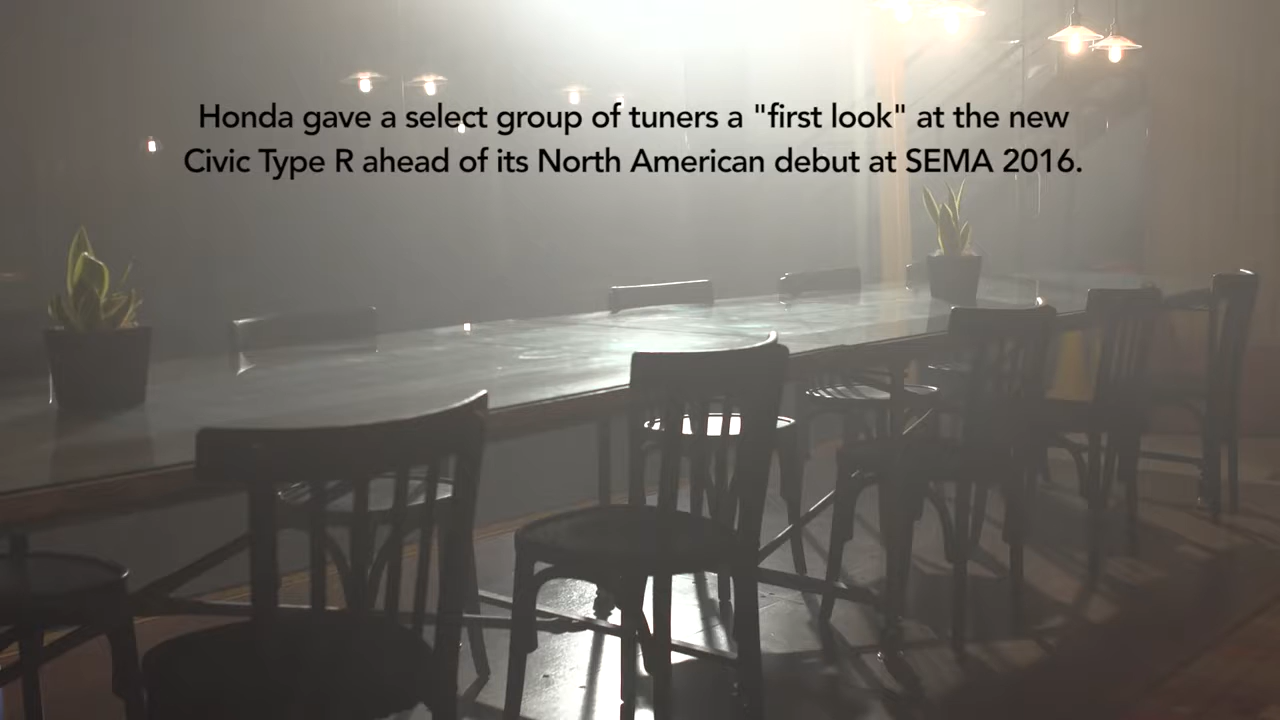 Honda gave a select group of tuners a "first look" at the new
Civic Type R ahead of its North American debut at SEMA 2016.